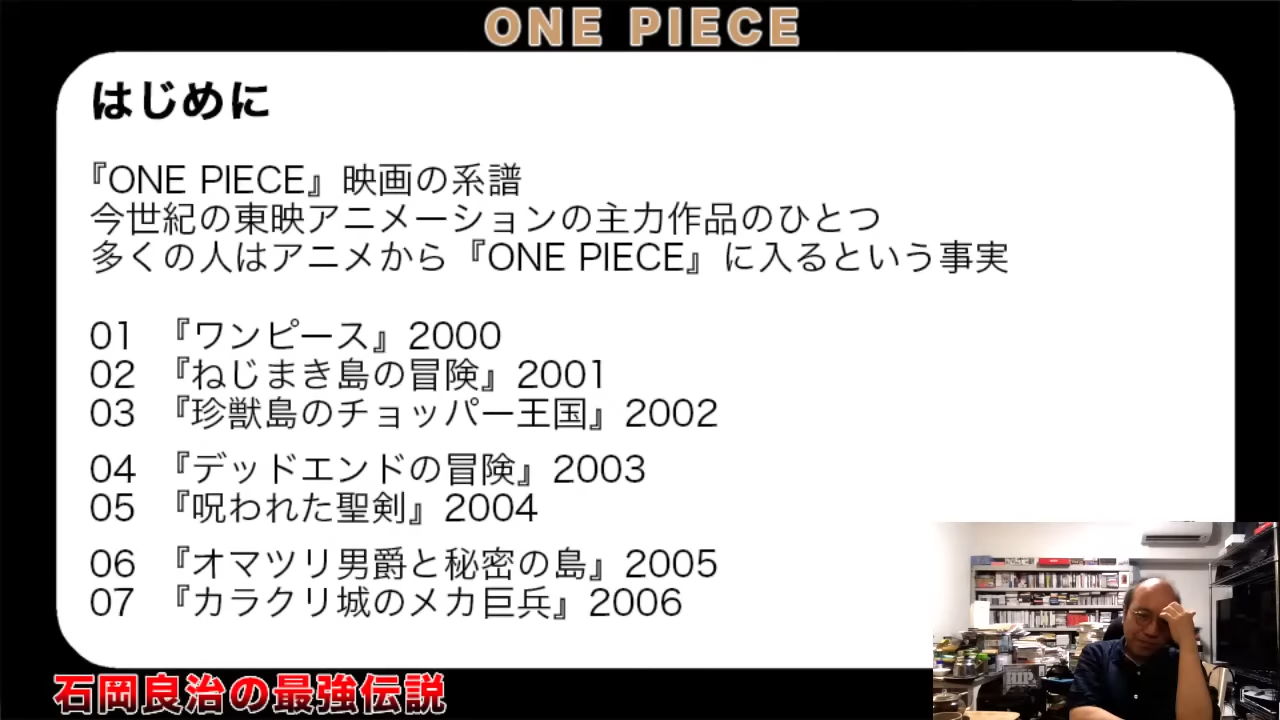 ONE PIECE
はじめに
『ONE PIECE』映画の系譜
今世紀の東映アニメーションの主力作品のひとつ
多くの人はアニメから『ONE PIECE』に入るという事実
01 『ワンピース』2000
02 『ねじまき島の冒険』2001
03 『珍獣島のチョッパー王国』2002
04 『デッドエンドの冒険』2003
05 『呪われた聖剣』2004
06 『オマツリ男爵と秘密の島』2005
07 『カラクリ城のメカ巨兵』2006
石岡良治の最強伝説
RIP